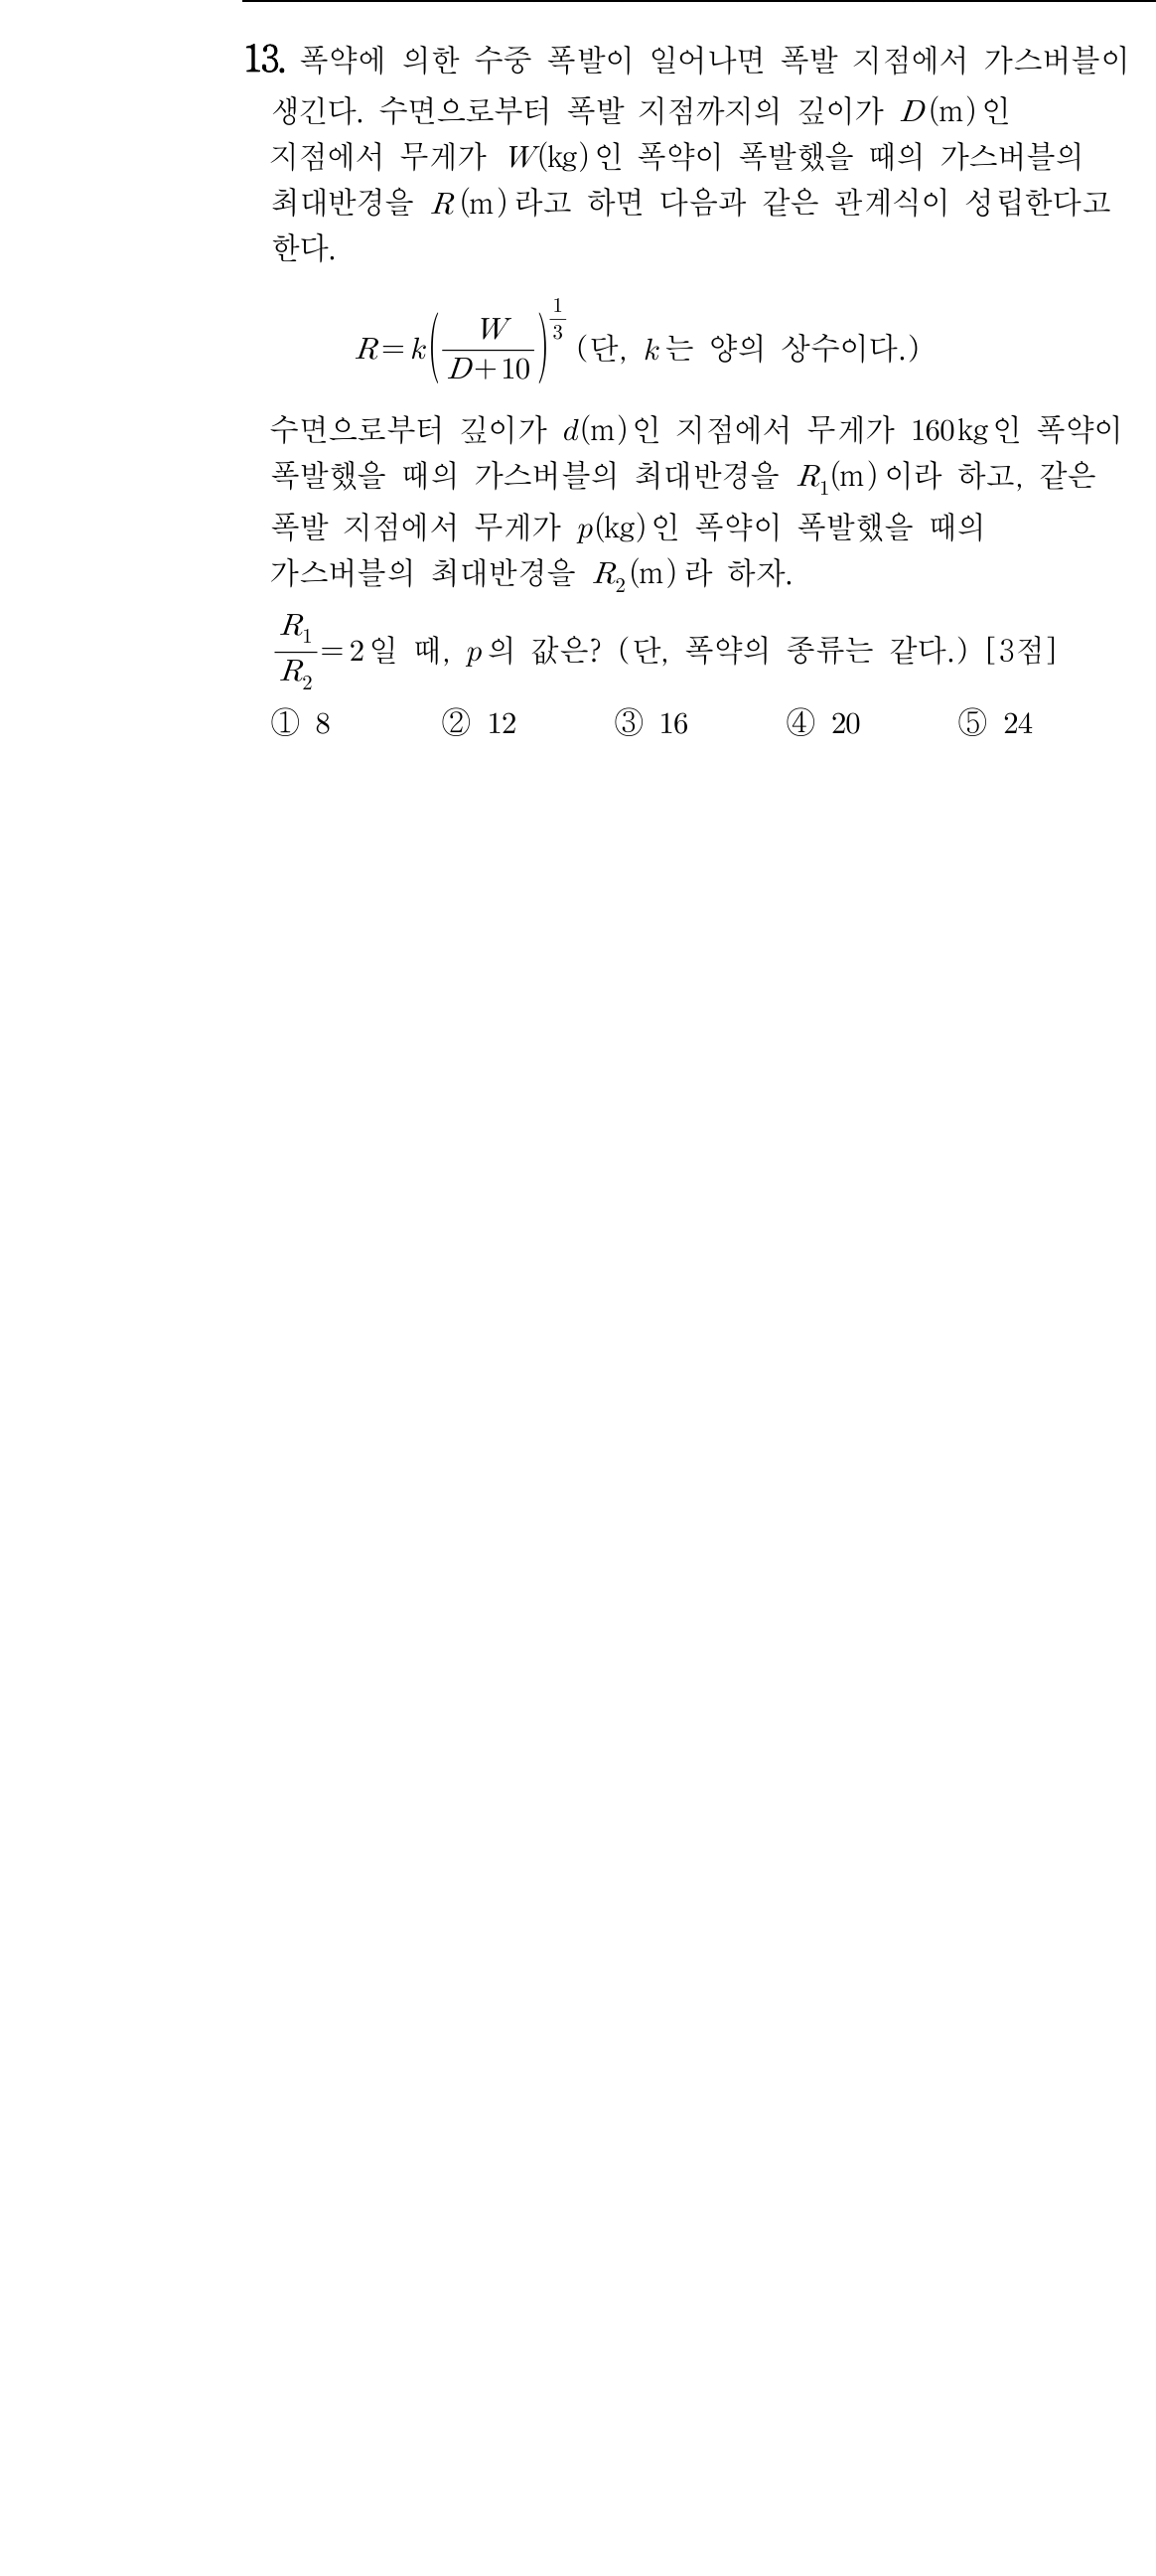 13. 폭약에 의한 수중 폭발이 일어나면 폭발 지점에서 가스버블이
생긴다. 수면으로부터 폭발 지점까지의 깊이가 D(m)인
지점에서 무게가 W(kg)인 폭약이 폭발했을 때의 가스버블의
최대반경을 R(m)라고 하면 다음과 같은 관계식이 성립한다고
한다.
R=k(W/(D+10))^(1/3) (단, k는 양의 상수이다.)
수면으로부터 깊이가 d(m)인 지점에서 무게가 160kg인 폭약이
폭발했을 때의 가스버블의 최대반경을 R₁(m)이라 하고, 같은
폭발 지점에서 무게가 p(kg)인 폭약이 폭발했을 때의
가스버블의 최대반경을 R₂(m)라 하자.
R₁/R₂=2일 때, p의 값은? (단, 폭약의 종류는 같다.) [3점]
① 8 ② 12 ③ 16 ④ 20 ⑤ 24